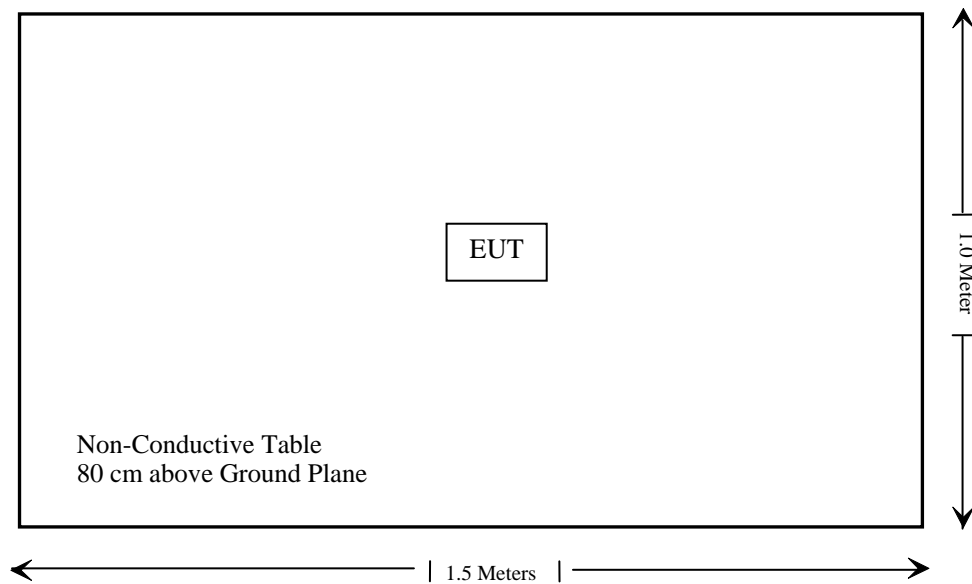 EUT
1.0 Meter
Non-Conductive Table
80 cm above Ground Plane
1.5 Meters